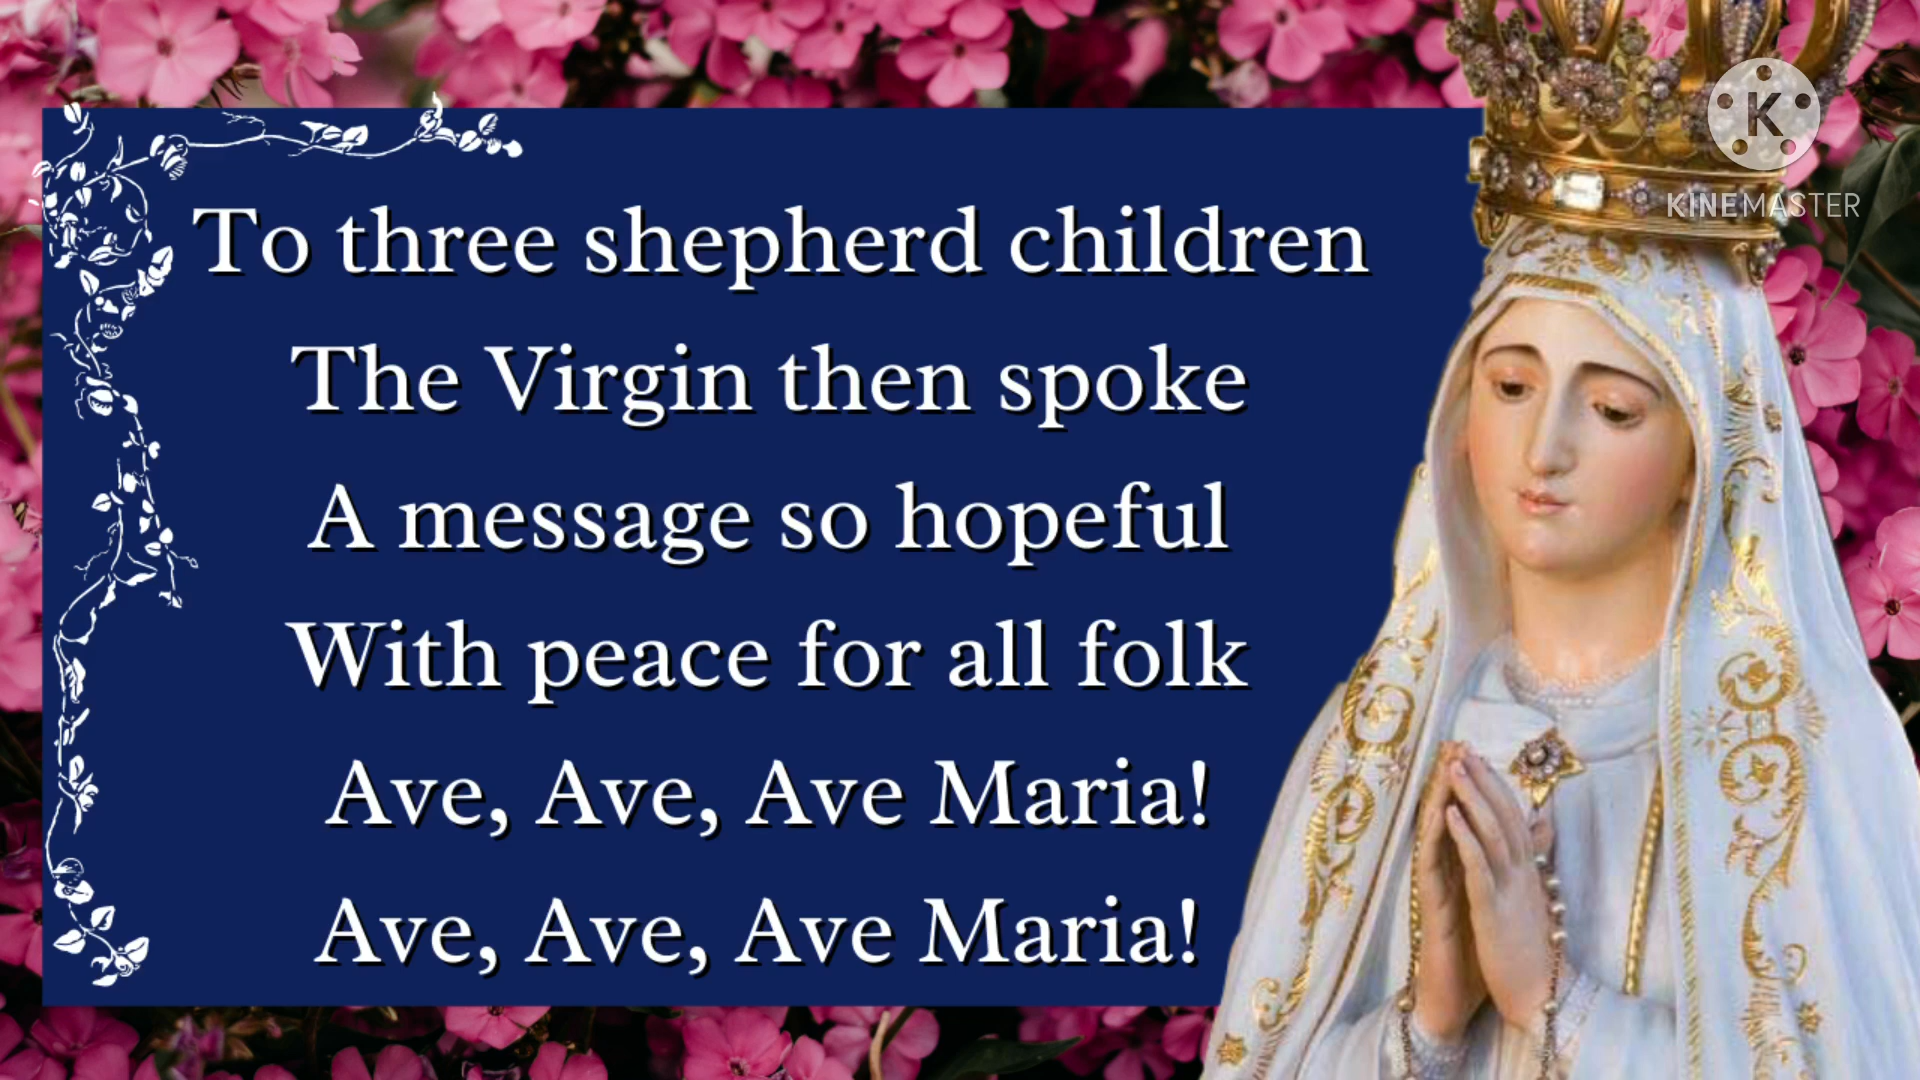 To three shepherd children
The Virgin then spoke
A message so hopeful
With peace for all folk
Ave, Ave, Ave Maria!
Ave, Ave, Ave Maria!
K
KINEMASTER